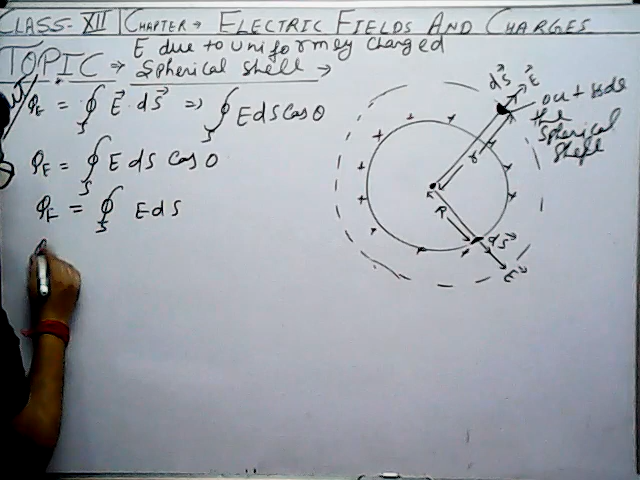 CLASS- XII | CHAPTER → ELECTRIC FIELDS AND CHARGES
TOPIC → E due to uniformly charged
Spherical shell →
φE = ∮S E⃗ · dS⃗ ⇒ ∮S E ds Cos θ
φE = ∮S E ds Cos 0
φE = ∮S E ds
dS⃗ E⃗
the
Spherical
Shell
r
R
dS⃗
E⃗